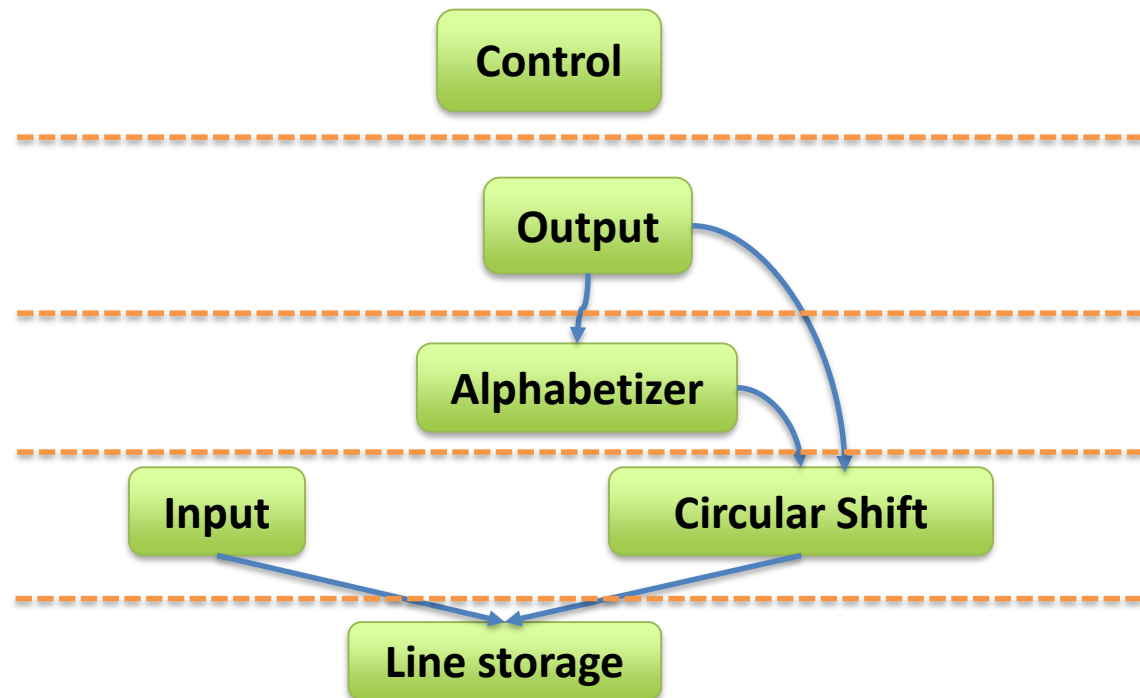 Control
Output
Alphabetizer
Input
Circular Shift
Line storage